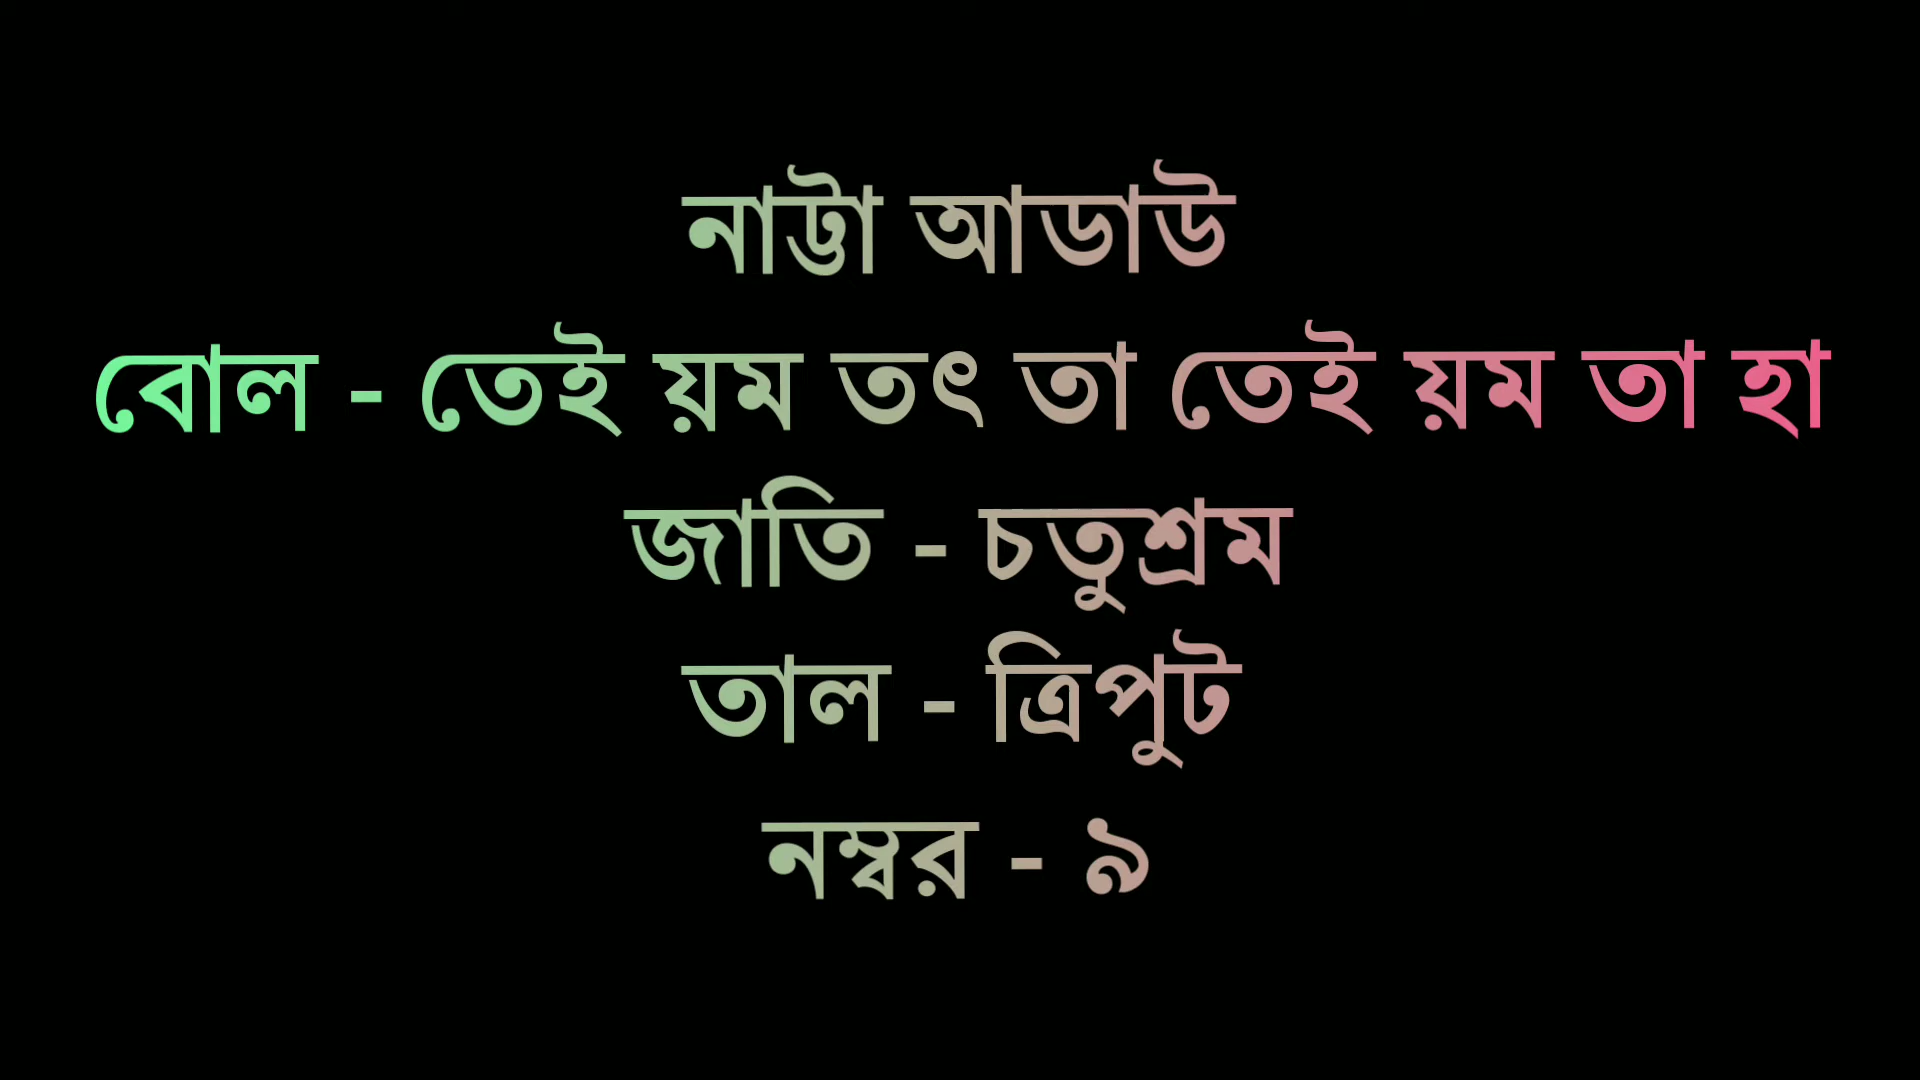 নাট্টা আডাউ
বোল - তেই য়ম তৎ তা তেই য়ম তা হা
জাতি - চতুশ্রম
তাল - ত্রিপুট
নম্বর - ৯